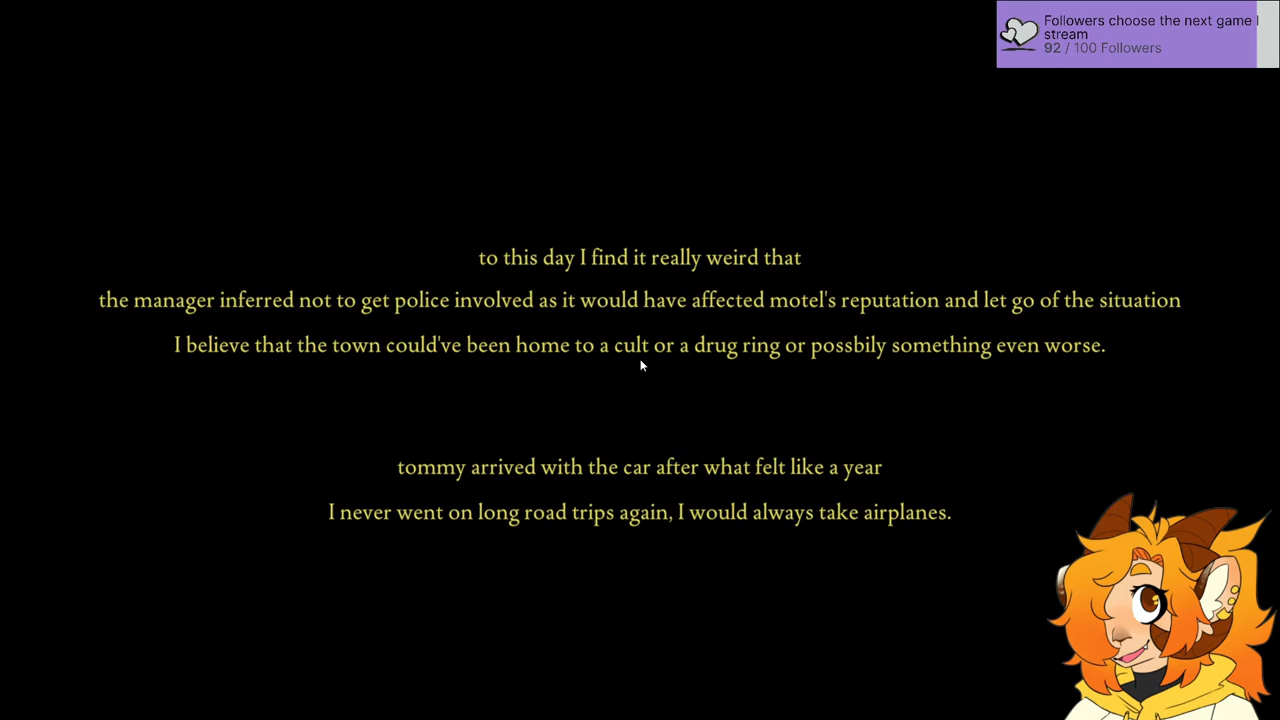 Followers choose the next game I
stream
92 / 100 Followers
to this day I find it really weird that
the manager inferred not to get police involved as it would have affected motel's reputation and let go of the situation
I believe that the town could've been home to a cult or a drug ring or possbily something even worse.
tommy arrived with the car after what felt like a year
I never went on long road trips again, I would always take airplanes.